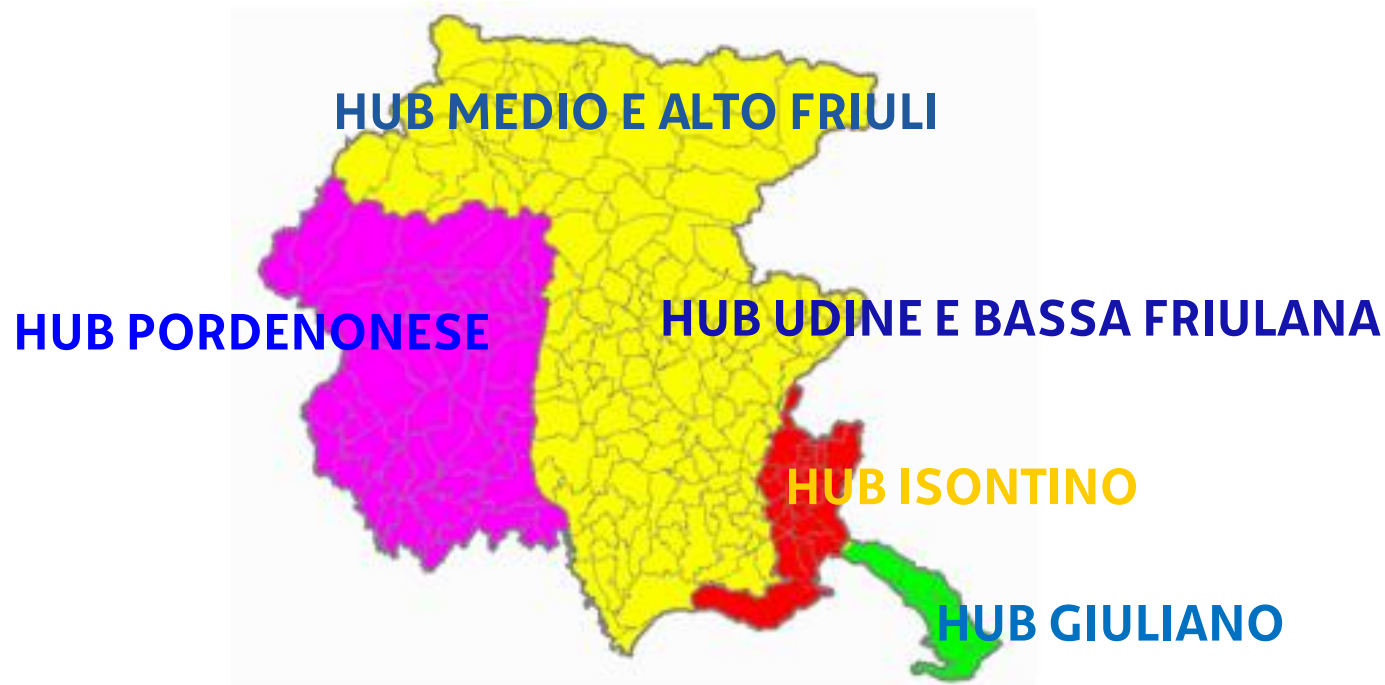 HUB MEDIO E ALTO FRIULI
HUB UDINE E BASSA FRIULANA
HUB PORDENONESE
HUB ISONTINO
HUB GIULIANO